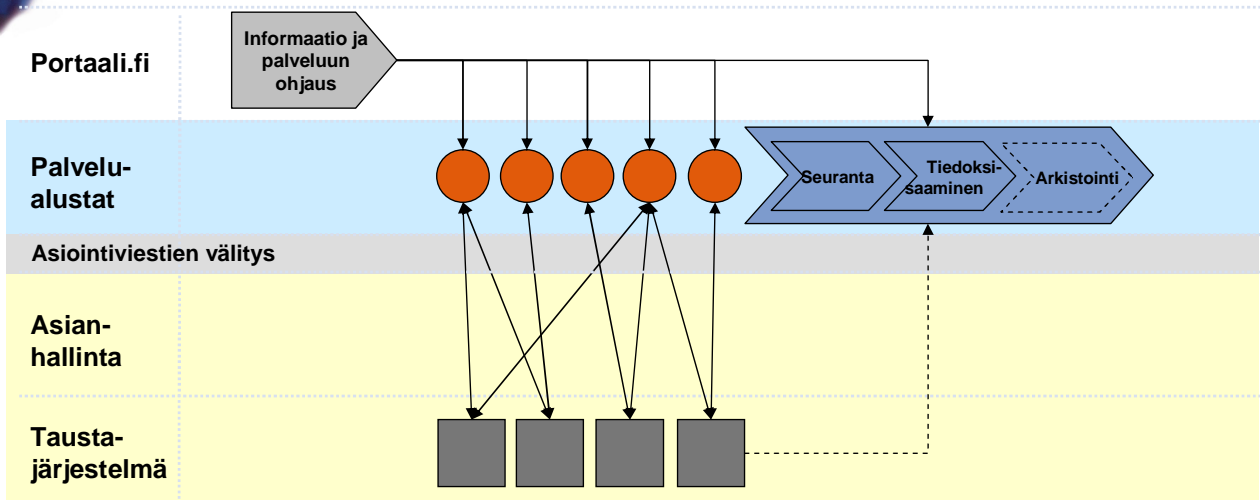 Portaali.fi
Informaatio ja
palveluun
ohjaus
Palvelu-
alustat
Seuranta
Tiedoksi-
saaminen
Arkistointi
Asiointiviestien välitys
Asian-
hallinta
Tausta-
järjestelmä